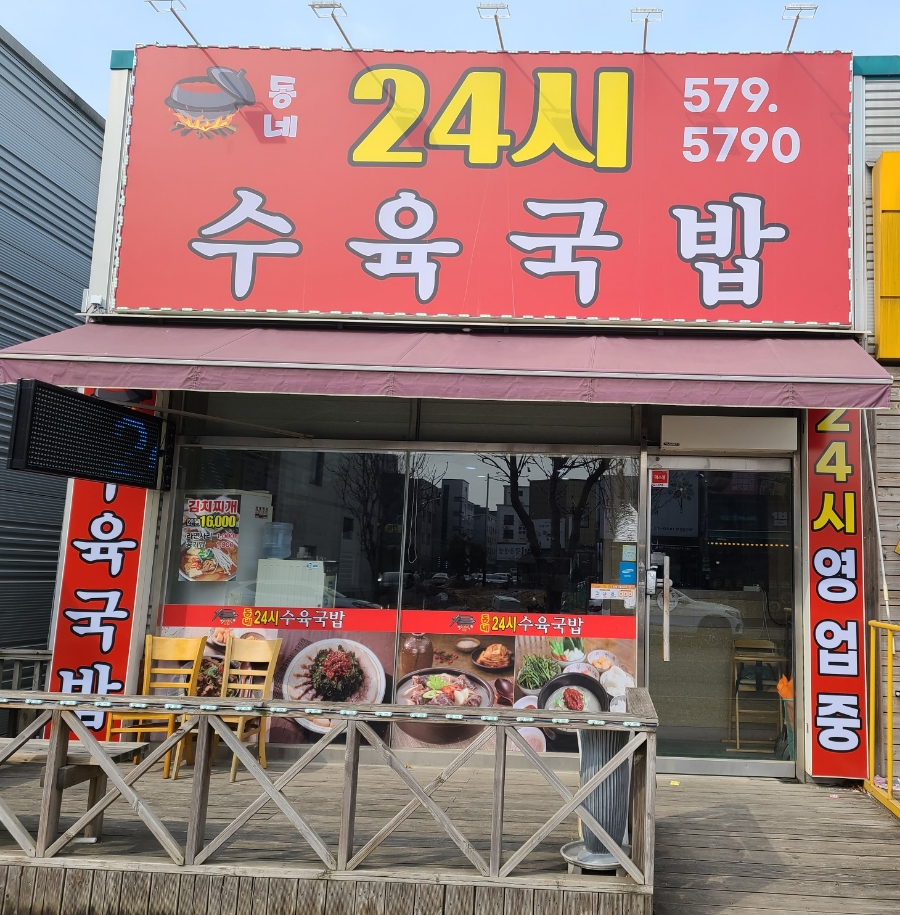 동네
24시
579.
5790
수육국밥
육국밥
24시영업중
김치찌개
16,000
동네 24시수육국밥
동네 24시수육국밥